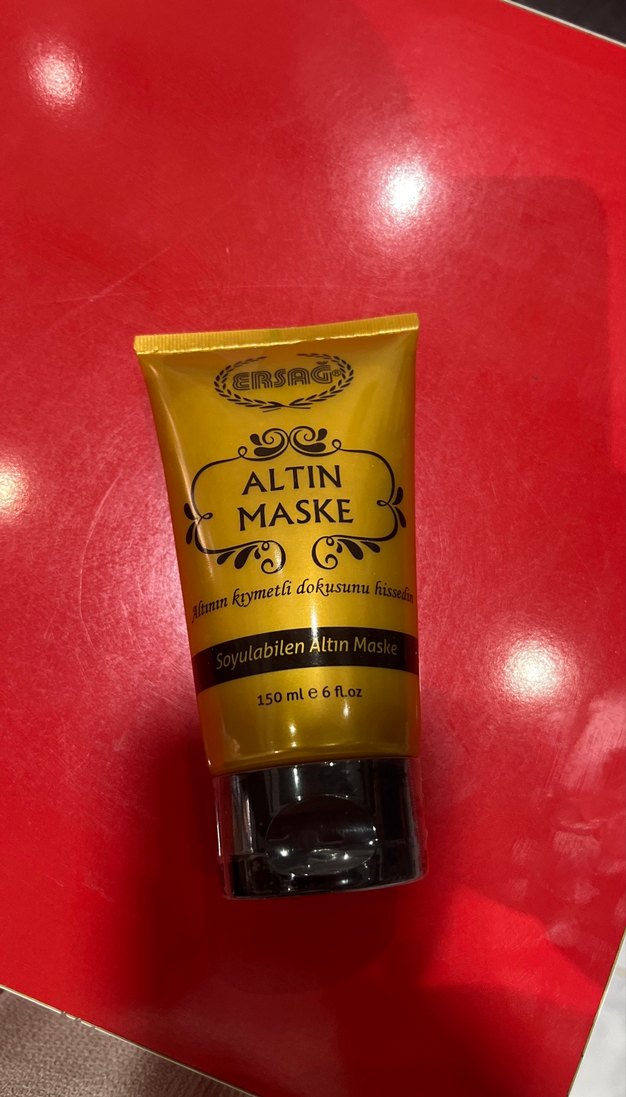 ERSAĞ®
ALTIN
MASKE
Altının kıymetli dokusunu hissedin
Soyulabilen Altın Maske
150 ml e 6 fl.oz